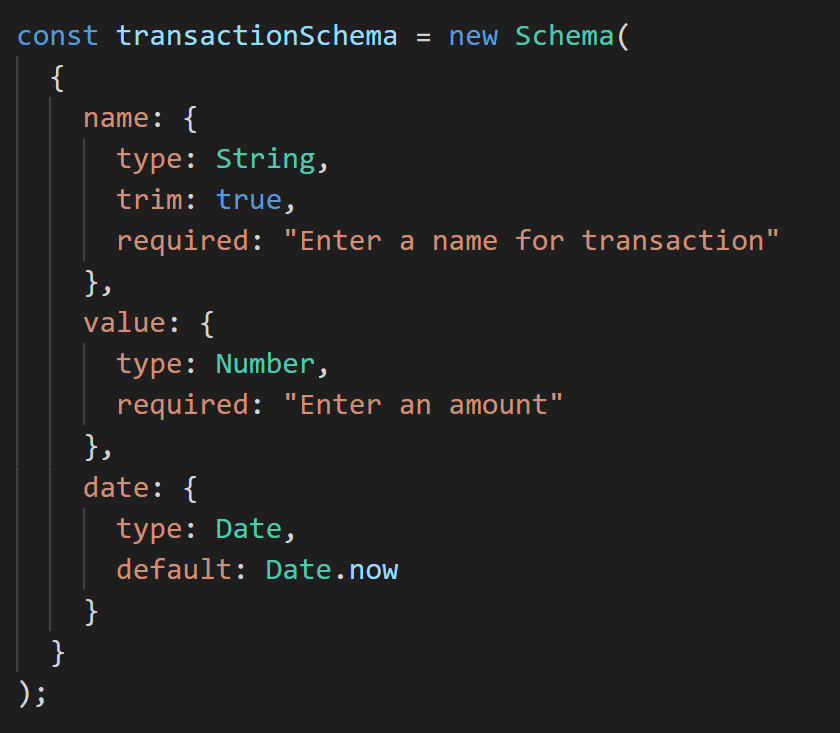 const transactionSchema = new Schema(
  {
    name: {
      type: String,
      trim: true,
      required: "Enter a name for transaction"
    },
    value: {
      type: Number,
      required: "Enter an amount"
    },
    date: {
      type: Date,
      default: Date.now
    }
  }
);